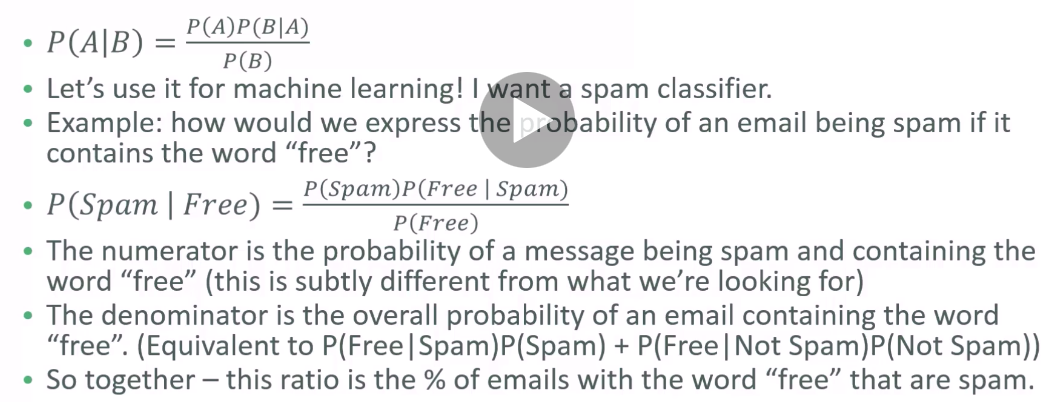 • P(A|B) = P(A)P(B|A) / P(B)
• Let's use it for machine learning! I want a spam classifier.
• Example: how would we express the probability of an email being spam if it
contains the word “free”?
• P(Spam | Free) = P(Spam)P(Free | Spam) / P(Free)
• The numerator is the probability of a message being spam and containing the
word “free” (this is subtly different from what we’re looking for)
• The denominator is the overall probability of an email containing the word
“free”. (Equivalent to P(Free|Spam)P(Spam) + P(Free|Not Spam)P(Not Spam))
• So together – this ratio is the % of emails with the word “free” that are spam.